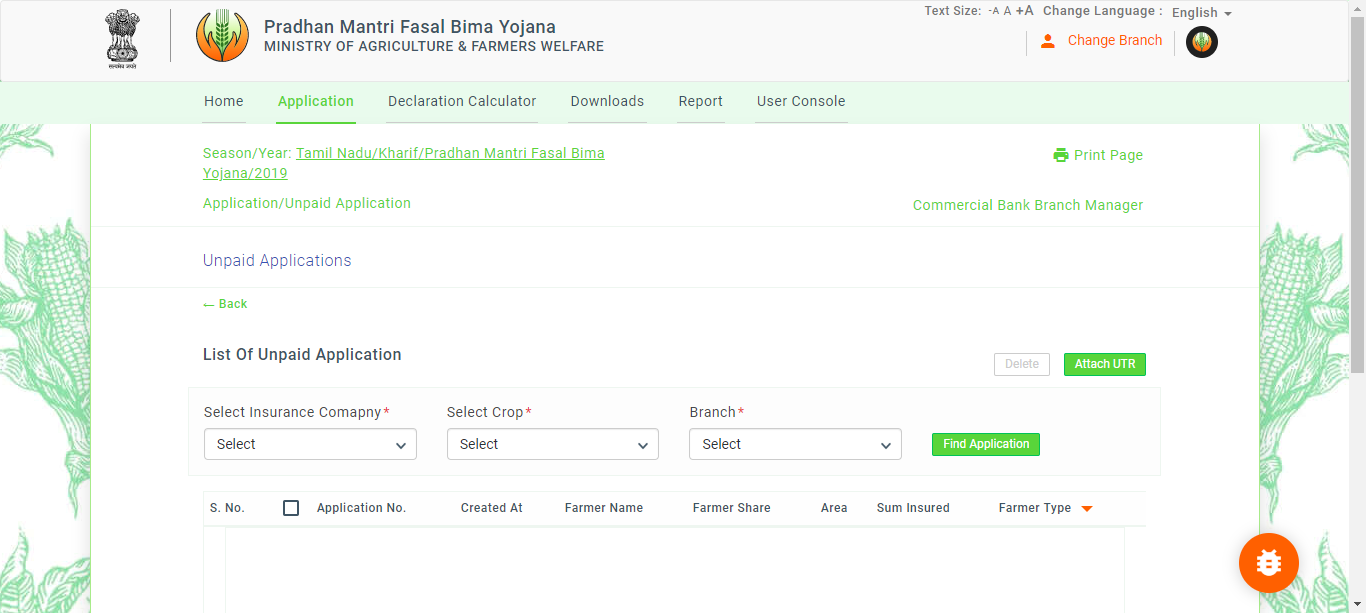 Text Size: -A A +A Change Language : English
सत्यमेव जयते
Pradhan Mantri Fasal Bima Yojana
MINISTRY OF AGRICULTURE & FARMERS WELFARE
Change Branch
Home Application Declaration Calculator Downloads Report User Console
Season/Year: Tamil Nadu/Kharif/Pradhan Mantri Fasal Bima
Yojana/2019
Print Page
Application/Unpaid Application
Commercial Bank Branch Manager
Unpaid Applications
← Back
List Of Unpaid Application
Delete Attach UTR
Select Insurance Comapny* Select Crop* Branch*
Select Select Select Find Application
S. No. Application No. Created At Farmer Name Farmer Share Area Sum Insured Farmer Type